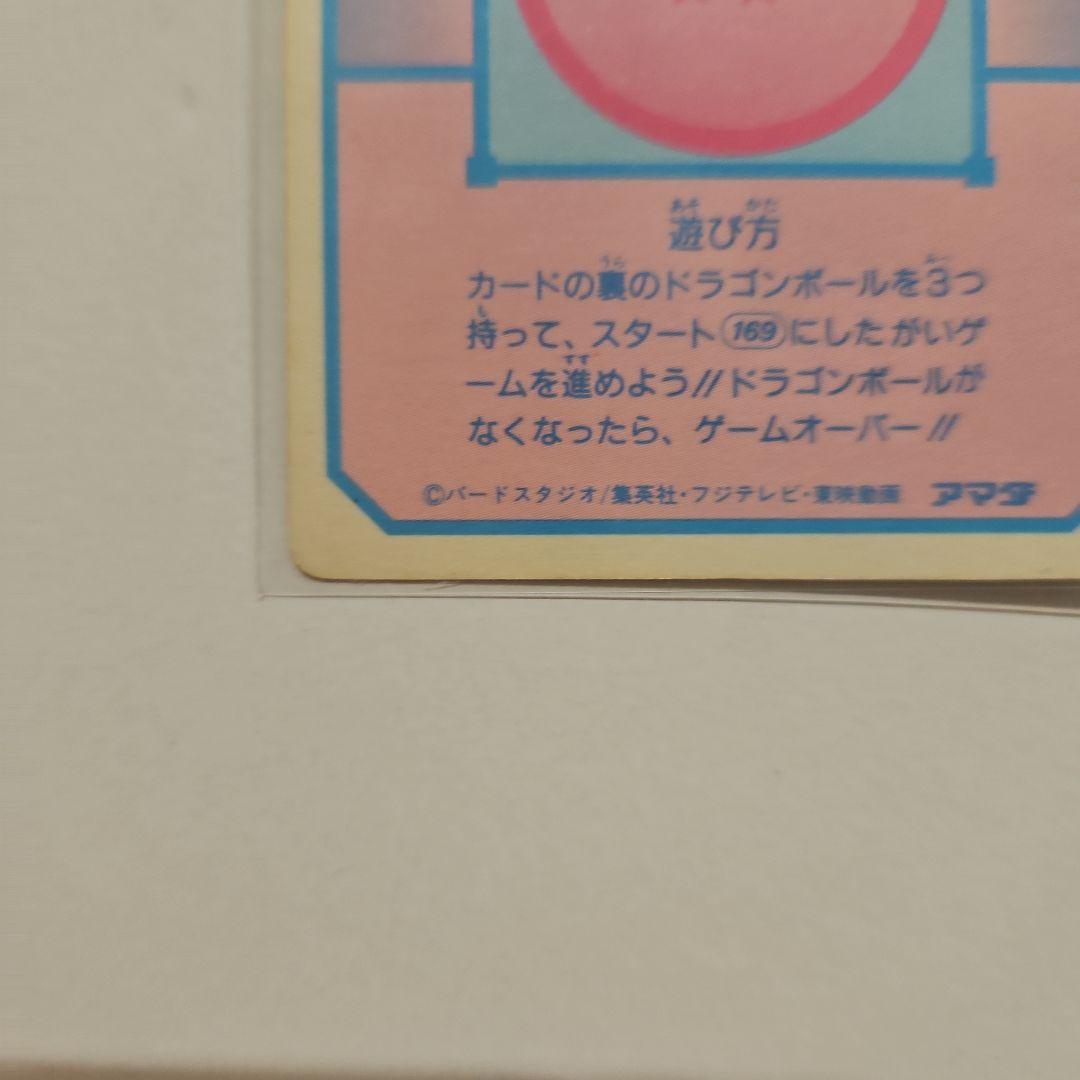 遊び方
カードの裏のドラゴンボールを3つ
持って、スタート169にしたがいゲ
ームを進めよう!!ドラゴンボールが
なくなったら、ゲームオーバー!!
©バードスタジオ/集英社・フジテレビ・東映動画 アマダ